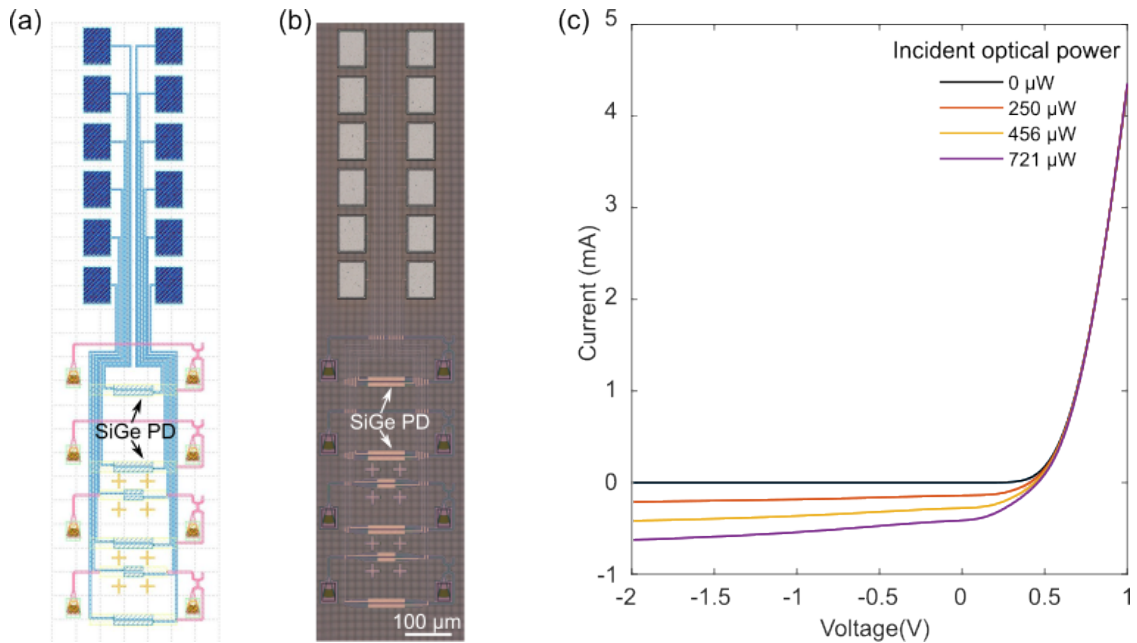 (a)
SiGe PD
(b)
SiGe PD
100 µm
(c)
Incident optical power
0 µW
250 µW
456 µW
721 µW
Current (mA)
5
4
3
2
1
0
-1
-2
-1.5
-1
-0.5
0
0.5
1
Voltage(V)